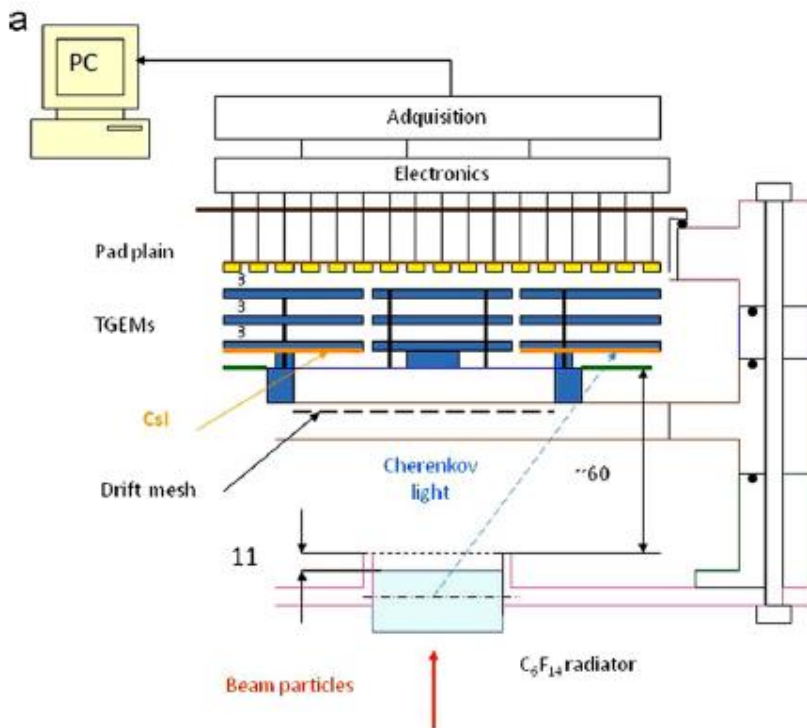 a
PC
Adquisition
Electronics
Pad plain
3
3
TGEMs
3
CsI
Cherenkov
light
~60
Drift mesh
11
C₆F₁₄ radiator
Beam particles